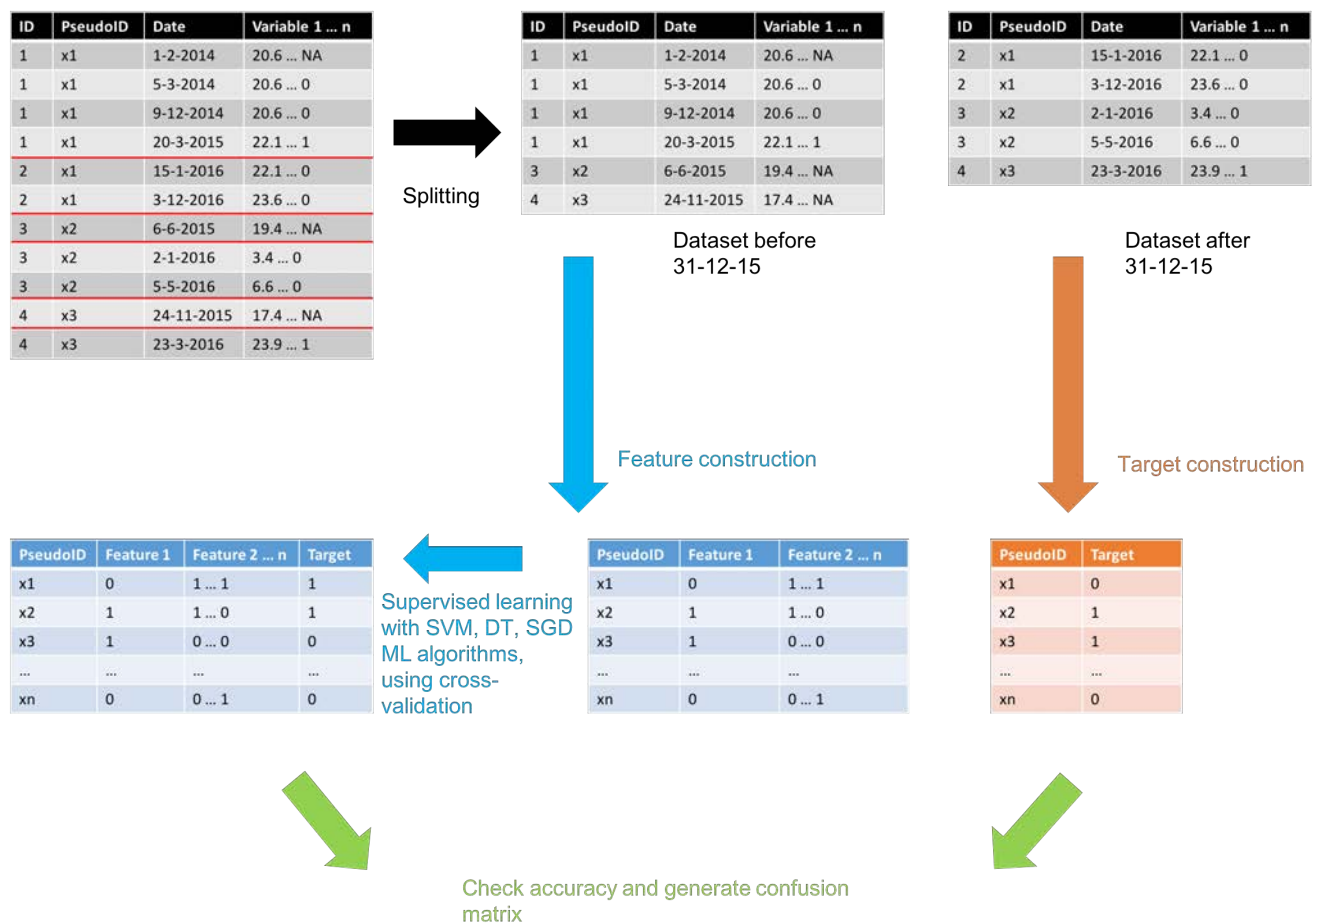 ID PseudoID Date Variable 1 ... n
1 x1 1-2-2014 20.6 ... NA
1 x1 5-3-2014 20.6 ... 0
1 x1 9-12-2014 20.6 ... 0
1 x1 20-3-2015 22.1 ... 1
2 x1 15-1-2016 22.1 ... 0
2 x1 3-12-2016 23.6 ... 0
3 x2 6-6-2015 19.4 ... NA
3 x2 2-1-2016 3.4 ... 0
3 x2 5-5-2016 6.6 ... 0
4 x3 24-11-2015 17.4 ... NA
4 x3 23-3-2016 23.9 ... 1
Splitting
ID PseudoID Date Variable 1 ... n
1 x1 1-2-2014 20.6 ... NA
1 x1 5-3-2014 20.6 ... 0
1 x1 9-12-2014 20.6 ... 0
1 x1 20-3-2015 22.1 ... 1
3 x2 6-6-2015 19.4 ... NA
4 x3 24-11-2015 17.4 ... NA
Dataset before
31-12-15
ID PseudoID Date Variable 1 ... n
2 x1 15-1-2016 22.1 ... 0
2 x1 3-12-2016 23.6 ... 0
3 x2 2-1-2016 3.4 ... 0
3 x2 5-5-2016 6.6 ... 0
4 x3 23-3-2016 23.9 ... 1
Dataset after
31-12-15
Feature construction
Target construction
PseudoID Feature 1 Feature 2 ... n Target
x1 0 1 ... 1 1
x2 1 1 ... 0 1
x3 1 0 ... 0 0
... ... ... ...
xn 0 0 ... 1 0
Supervised learning
with SVM, DT, SGD
ML algorithms,
using cross-
validation
PseudoID Feature 1 Feature 2 ... n
x1 0 1 ... 1
x2 1 1 ... 0
x3 1 0 ... 0
... ... ...
xn 0 0 ... 1
PseudoID Target
x1 0
x2 1
x3 1
... ...
xn 0
Check accuracy and generate confusion
matrix